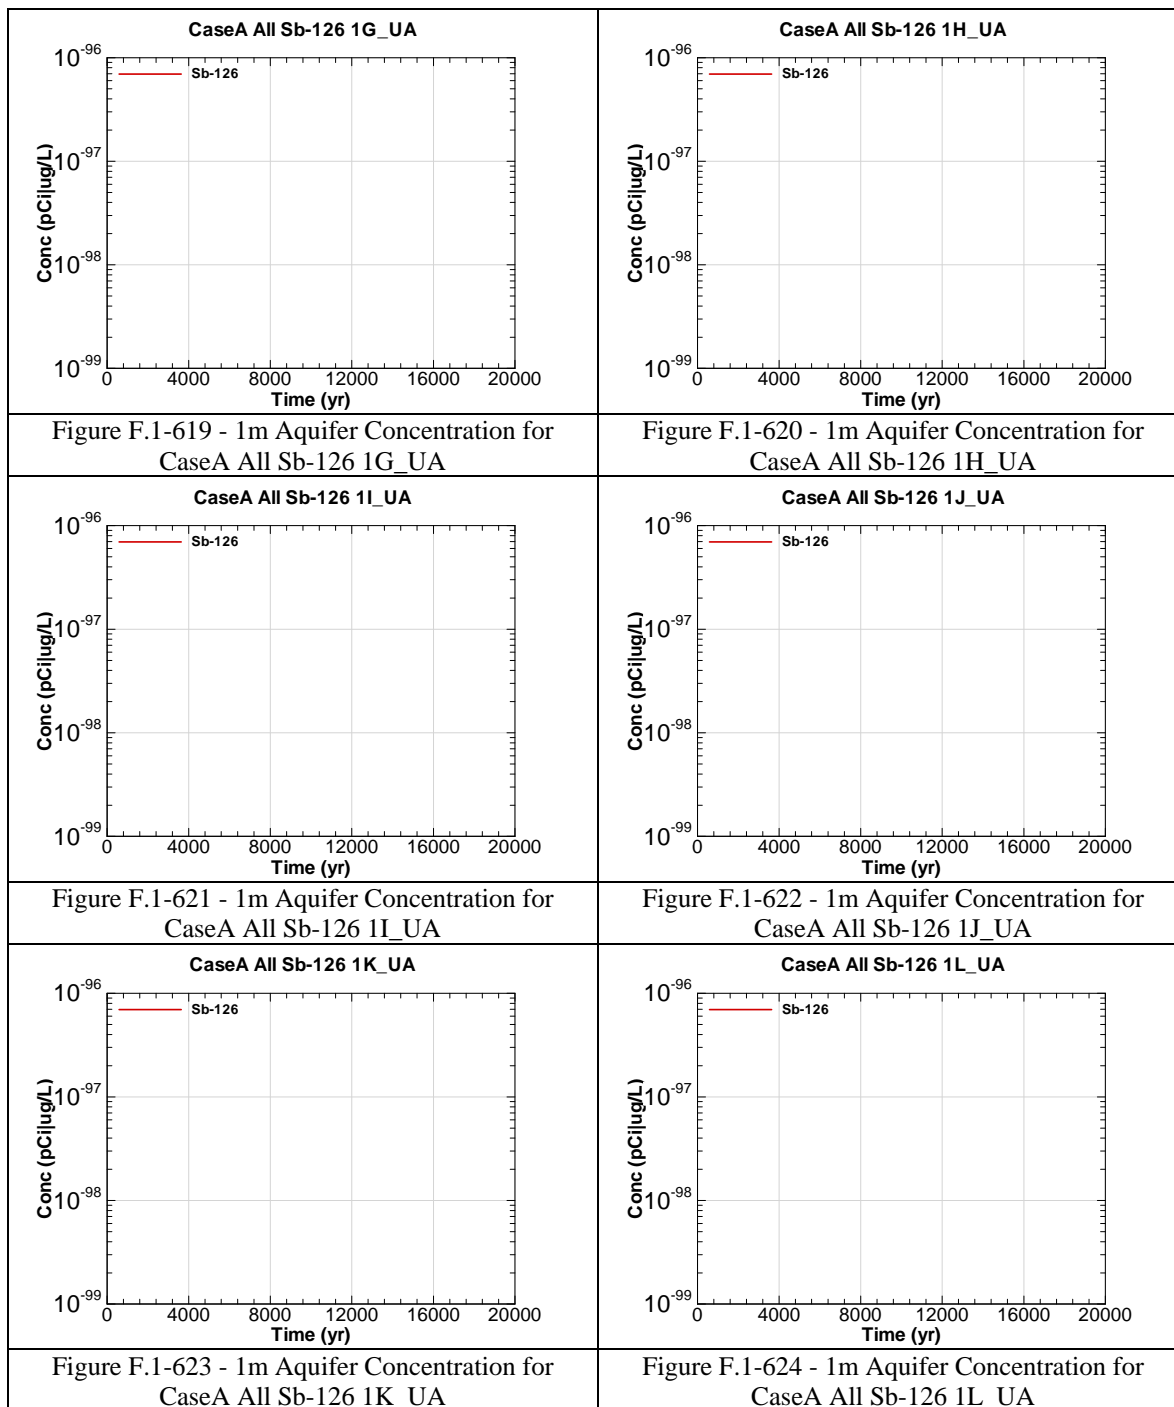 CaseA All Sb-126 1G_UA
Sb-126
Conc (pCi|ug/L)
10-96
10-97
10-98
10-99
0 4000 8000 12000 16000 20000
Time (yr)
Figure F.1-619 - 1m Aquifer Concentration for
CaseA All Sb-126 1G_UA
CaseA All Sb-126 1H_UA
Sb-126
Conc (pCi|ug/L)
10-96
10-97
10-98
10-99
0 4000 8000 12000 16000 20000
Time (yr)
Figure F.1-620 - 1m Aquifer Concentration for
CaseA All Sb-126 1H_UA
CaseA All Sb-126 1I_UA
Sb-126
Conc (pCi|ug/L)
10-96
10-97
10-98
10-99
0 4000 8000 12000 16000 20000
Time (yr)
Figure F.1-621 - 1m Aquifer Concentration for
CaseA All Sb-126 1I_UA
CaseA All Sb-126 1J_UA
Sb-126
Conc (pCi|ug/L)
10-96
10-97
10-98
10-99
0 4000 8000 12000 16000 20000
Time (yr)
Figure F.1-622 - 1m Aquifer Concentration for
CaseA All Sb-126 1J_UA
CaseA All Sb-126 1K_UA
Sb-126
Conc (pCi|ug/L)
10-96
10-97
10-98
10-99
0 4000 8000 12000 16000 20000
Time (yr)
Figure F.1-623 - 1m Aquifer Concentration for
CaseA All Sb-126 1K_UA
CaseA All Sb-126 1L_UA
Sb-126
Conc (pCi|ug/L)
10-96
10-97
10-98
10-99
0 4000 8000 12000 16000 20000
Time (yr)
Figure F.1-624 - 1m Aquifer Concentration for
CaseA All Sb-126 1L_UA